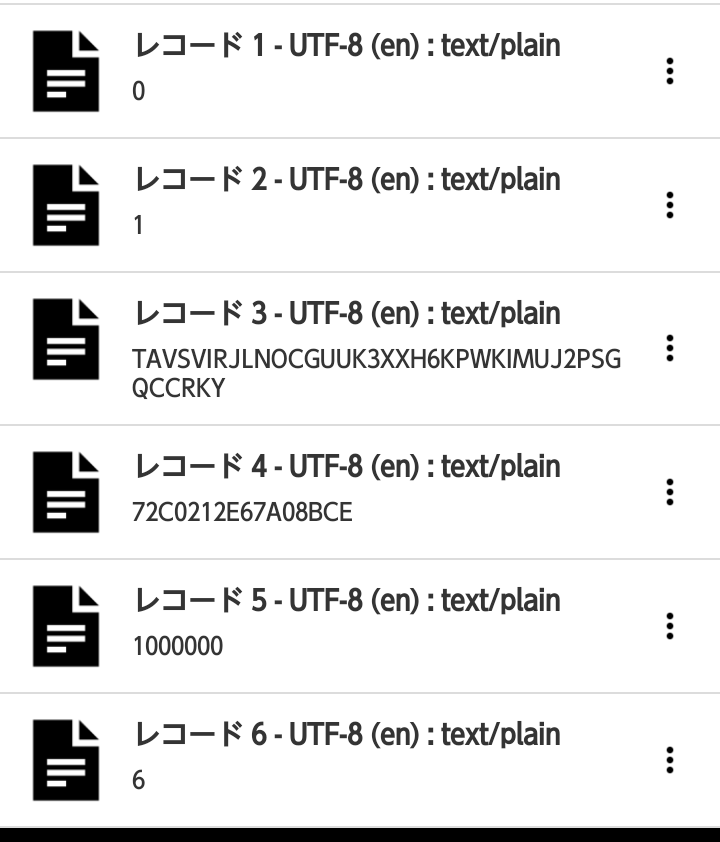 レコード 1 - UTF-8 (en) : text/plain
0
レコード 2 - UTF-8 (en) : text/plain
1
レコード 3 - UTF-8 (en) : text/plain
TAVSVIRJLNOCGUUK3XXH6KPWKIMUJ2PSG
QCCRKY
レコード 4 - UTF-8 (en) : text/plain
72C0212E67A08BCE
レコード 5 - UTF-8 (en) : text/plain
1000000
レコード 6 - UTF-8 (en) : text/plain
6